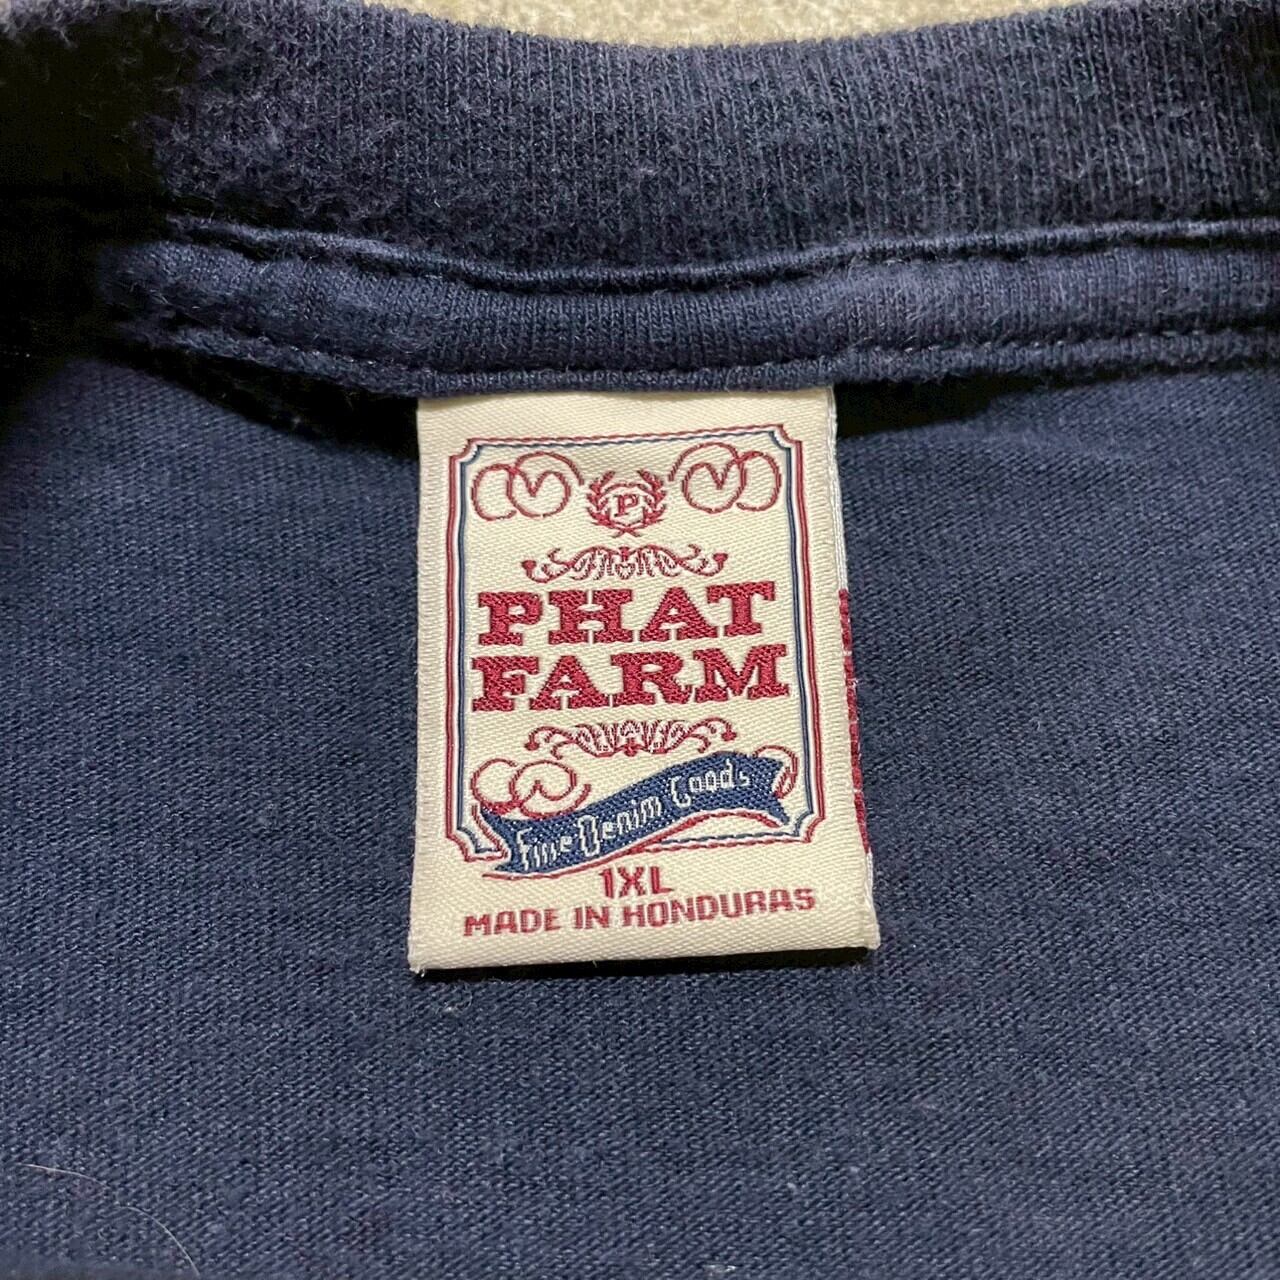 P
PHAT
FARM
Fine Denim Goods
1XL
MADE IN HONDURAS